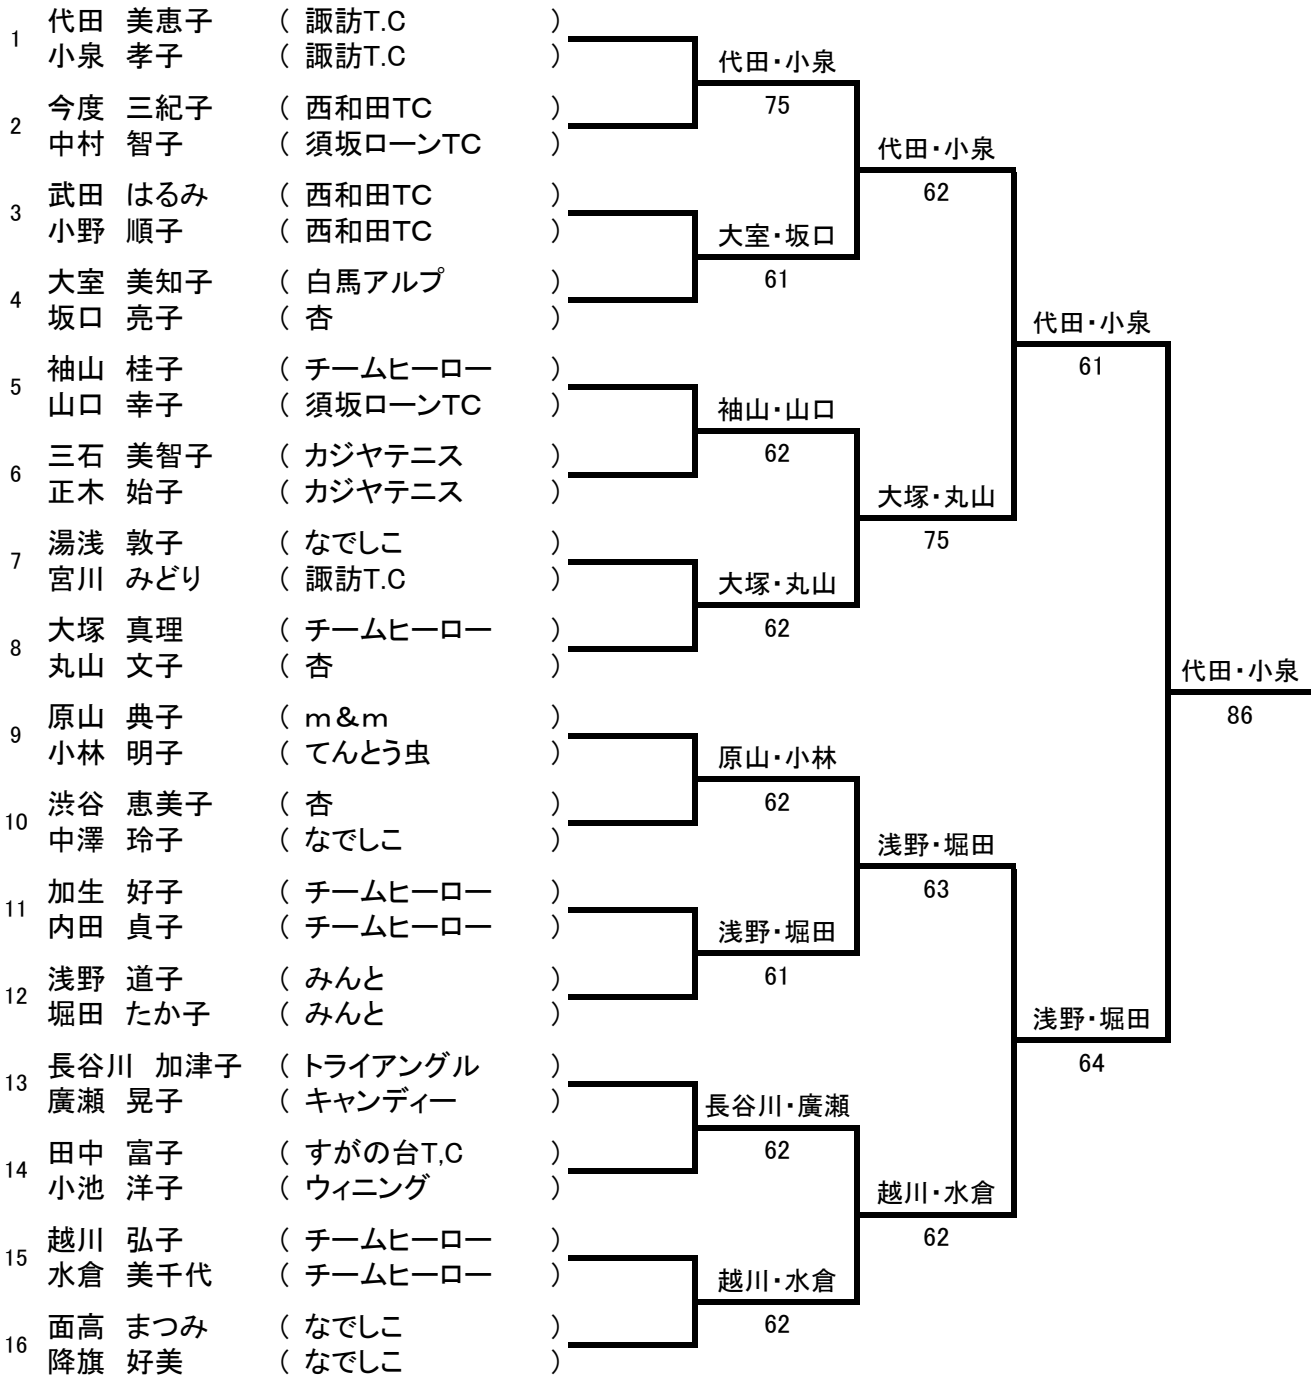 1
代田 美恵子 ( 諏訪T.C )
小泉 孝子 ( 諏訪T.C )
2
今度 三紀子 ( 西和田TC )
中村 智子 ( 須坂ローンTC )
3
武田 はるみ ( 西和田TC )
小野 順子 ( 西和田TC )
4
大室 美知子 ( 白馬アルプ )
坂口 亮子 ( 杏 )
5
袖山 桂子 ( チームヒーロー )
山口 幸子 ( 須坂ローンTC )
6
三石 美智子 ( カジヤテニス )
正木 始子 ( カジヤテニス )
7
湯浅 敦子 ( なでしこ )
宮川 みどり ( 諏訪T.C )
8
大塚 真理 ( チームヒーロー )
丸山 文子 ( 杏 )
9
原山 典子 ( m&m )
小林 明子 ( てんとう虫 )
10
渋谷 恵美子 ( 杏 )
中澤 玲子 ( なでしこ )
11
加生 好子 ( チームヒーロー )
内田 貞子 ( チームヒーロー )
12
浅野 道子 ( みんと )
堀田 たか子 ( みんと )
13
長谷川 加津子 ( トライアングル )
廣瀬 晃子 ( キャンディー )
14
田中 富子 ( すがの台T,C )
小池 洋子 ( ウィニング )
15
越川 弘子 ( チームヒーロー )
水倉 美千代 ( チームヒーロー )
16
面高 まつみ ( なでしこ )
降旗 好美 ( なでしこ )
代田・小泉
75
大室・坂口
61
袖山・山口
62
大塚・丸山
62
原山・小林
62
浅野・堀田
61
長谷川・廣瀬
62
越川・水倉
62
代田・小泉
62
大塚・丸山
75
浅野・堀田
63
越川・水倉
62
代田・小泉
61
浅野・堀田
64
代田・小泉
86